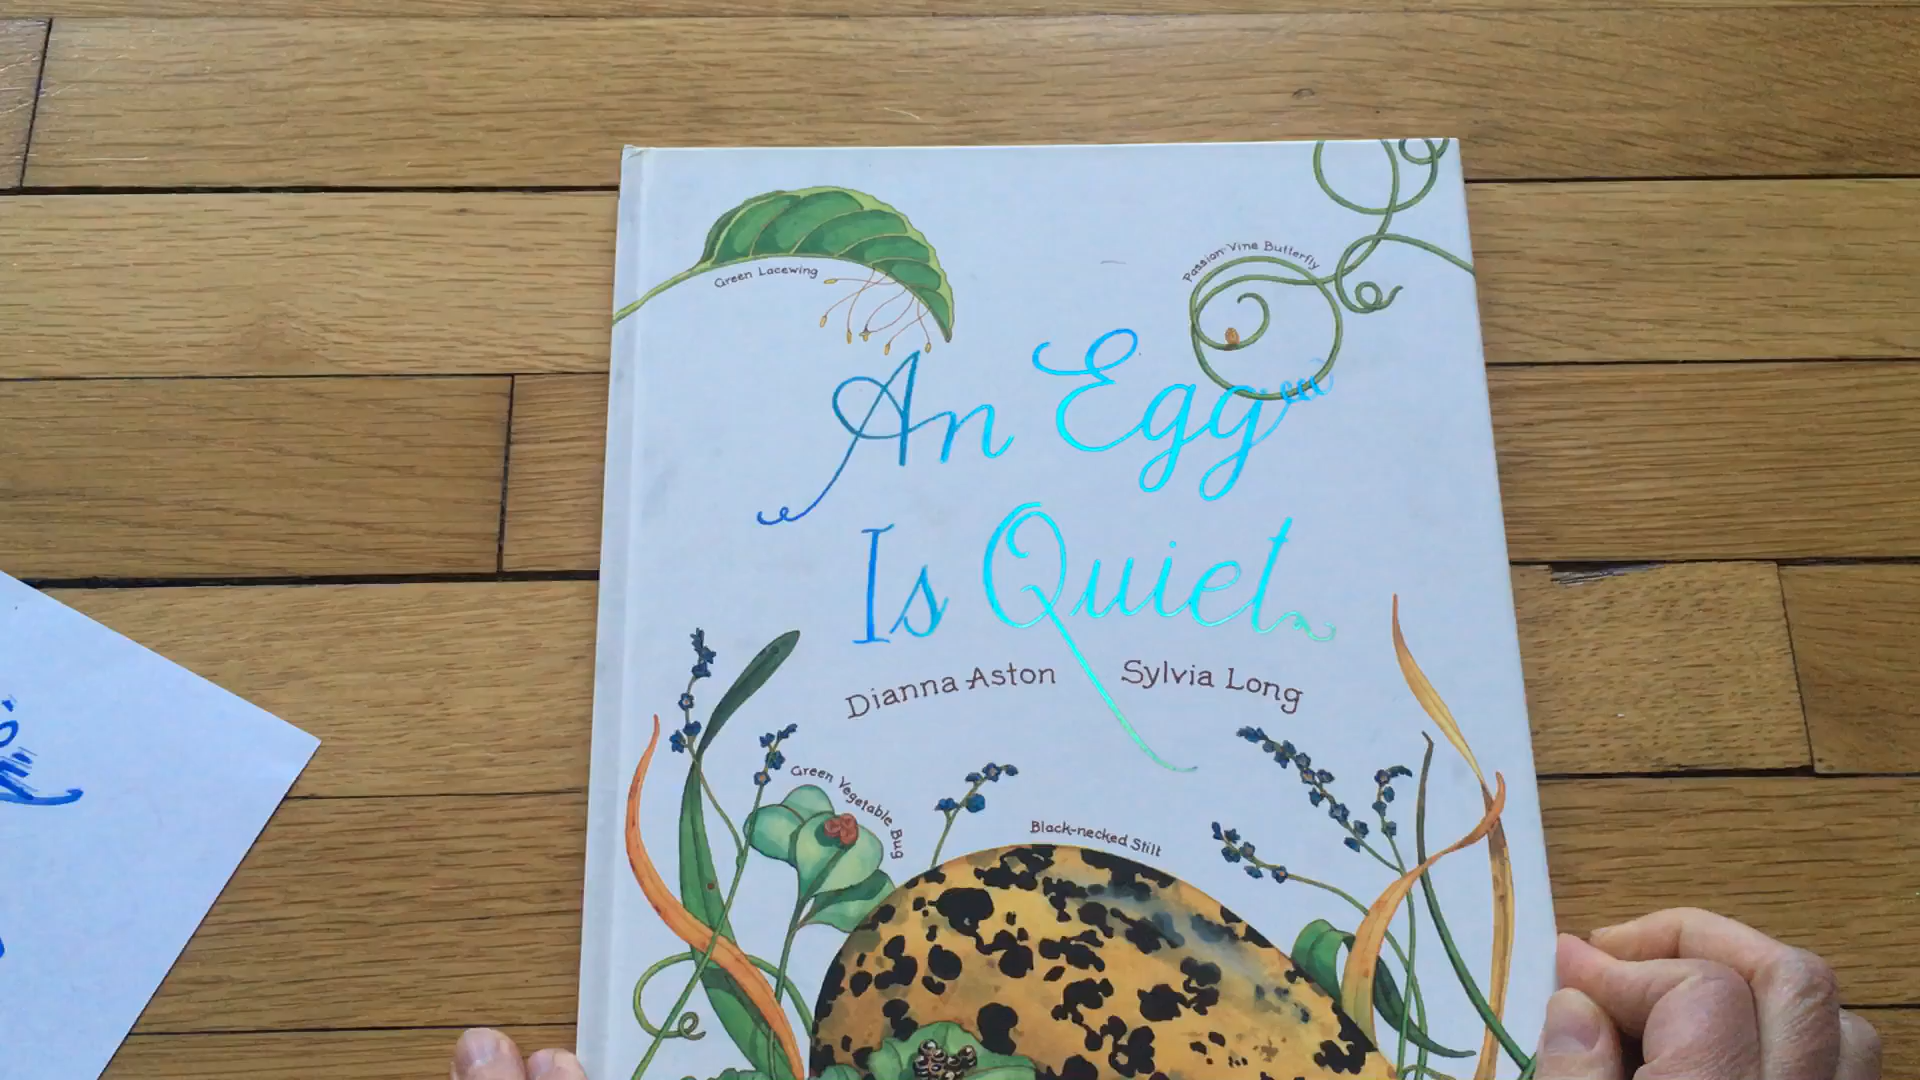 Green Lacewing
Passion-Vine Butterfly
An Egg
Is Quiet
Dianna Aston
Sylvia Long
Green Vegetable Bug
Black-necked Stilt